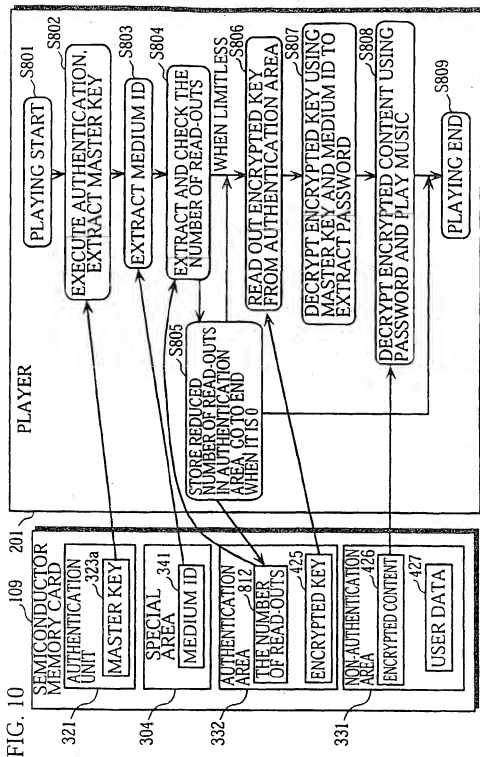 FIG. 10
SEMICONDUCTOR
MEMORY CARD
109
201
AUTHENTICATION
UNIT
323a
MASTER KEY
321
SPECIAL
AREA
341
MEDIUM ID
304
AUTHENTICATION
AREA
812
THE NUMBER
OF READ-OUTS
425
ENCRYPTED KEY
332
NON-AUTHENTICATION
AREA
426
ENCRYPTED CONTENT
427
USER DATA
331
PLAYER
PLAYING START
S801
EXECUTE AUTHENTICATION,
EXTRACT MASTER KEY
S802
EXTRACT MEDIUM ID
S803
EXTRACT AND CHECK THE
NUMBER OF READ-OUTS
S804
S805
STORE REDUCED
NUMBER OF READ-OUTS
IN AUTHENTICATION
AREA, GO TO END
WHEN IT IS 0
WHEN LIMITLESS
READ OUT ENCRYPTED KEY
FROM AUTHENTICATION AREA
S806
DECRYPT ENCRYPTED KEY USING
MASTER KEY AND MEDIUM ID TO
EXTRACT PASSWORD
S807
DECRYPT ENCRYPTED CONTENT USING
PASSWORD AND PLAY MUSIC
S808
PLAYING END
S809